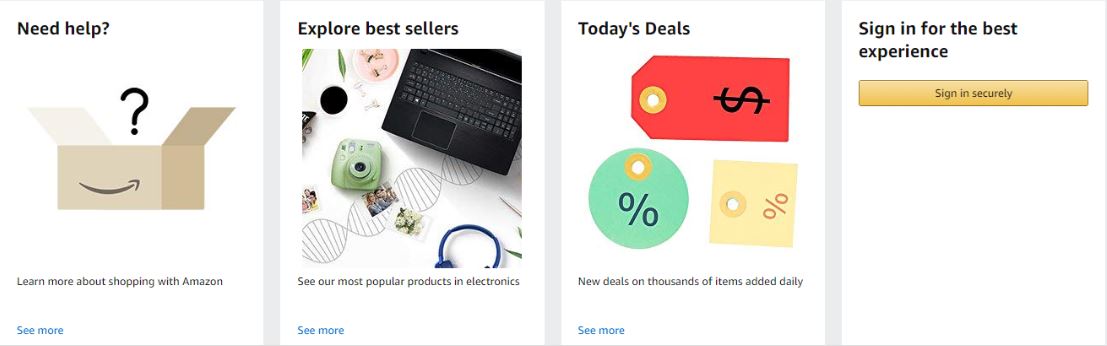 Need help?
?
Learn more about shopping with Amazon
See more
Explore best sellers
See our most popular products in electronics
See more
Today's Deals
$
%
%
New deals on thousands of items added daily
See more
Sign in for the best
experience
Sign in securely